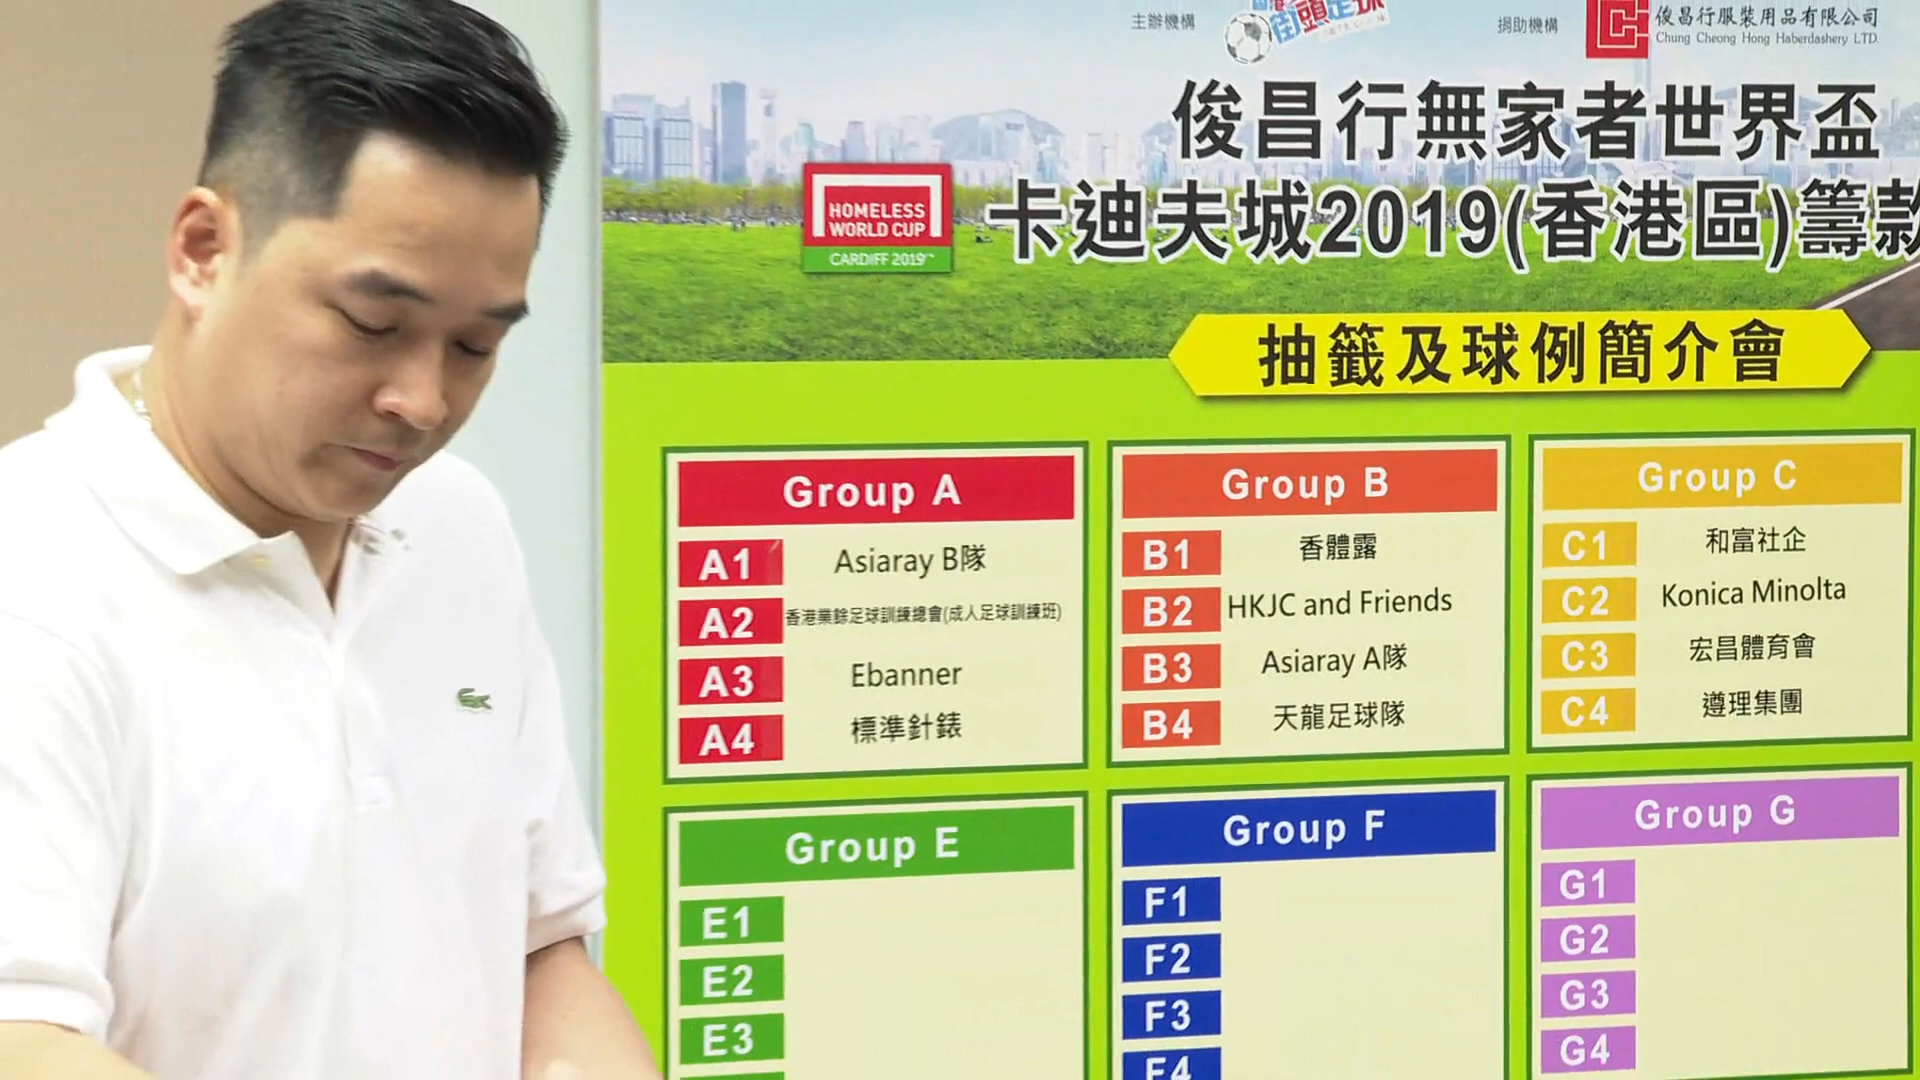 主辦機構
街頭足球
捐助機構
俊昌行服裝用品有限公司
Chung Cheong Hong Haberdashery LTD.
俊昌行無家者世界盃
HOMELESS
WORLD CUP
CARDIFF 2019™
卡迪夫城2019(香港區)籌款
抽籤及球例簡介會
Group A
A1 Asiaray B隊
A2 香港業餘足球訓練總會(成人足球訓練班)
A3 Ebanner
A4 標準針錶
Group B
B1 香體露
B2 HKJC and Friends
B3 Asiaray A隊
B4 天龍足球隊
Group C
C1 和富社企
C2 Konica Minolta
C3 宏昌體育會
C4 遵理集團
Group E
E1
E2
E3
Group F
F1
F2
F3
F4
Group G
G1
G2
G3
G4